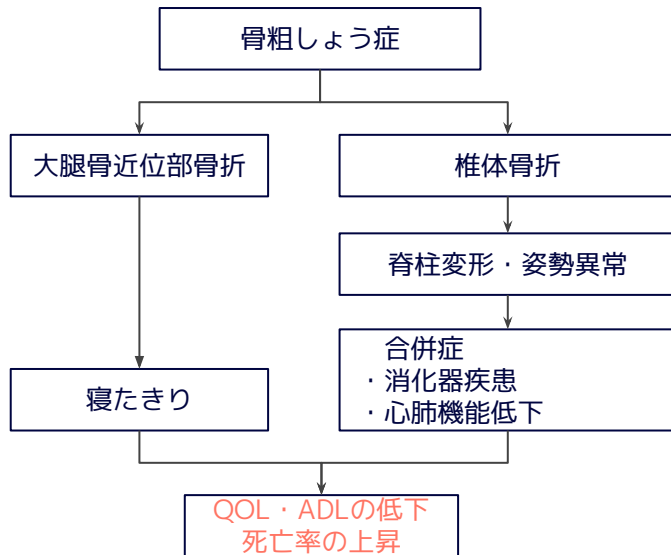 骨粗しょう症
大腿骨近位部骨折
椎体骨折
脊柱変形・姿勢異常
合併症
・消化器疾患
・心肺機能低下
寝たきり
QOL・ADLの低下
死亡率の上昇